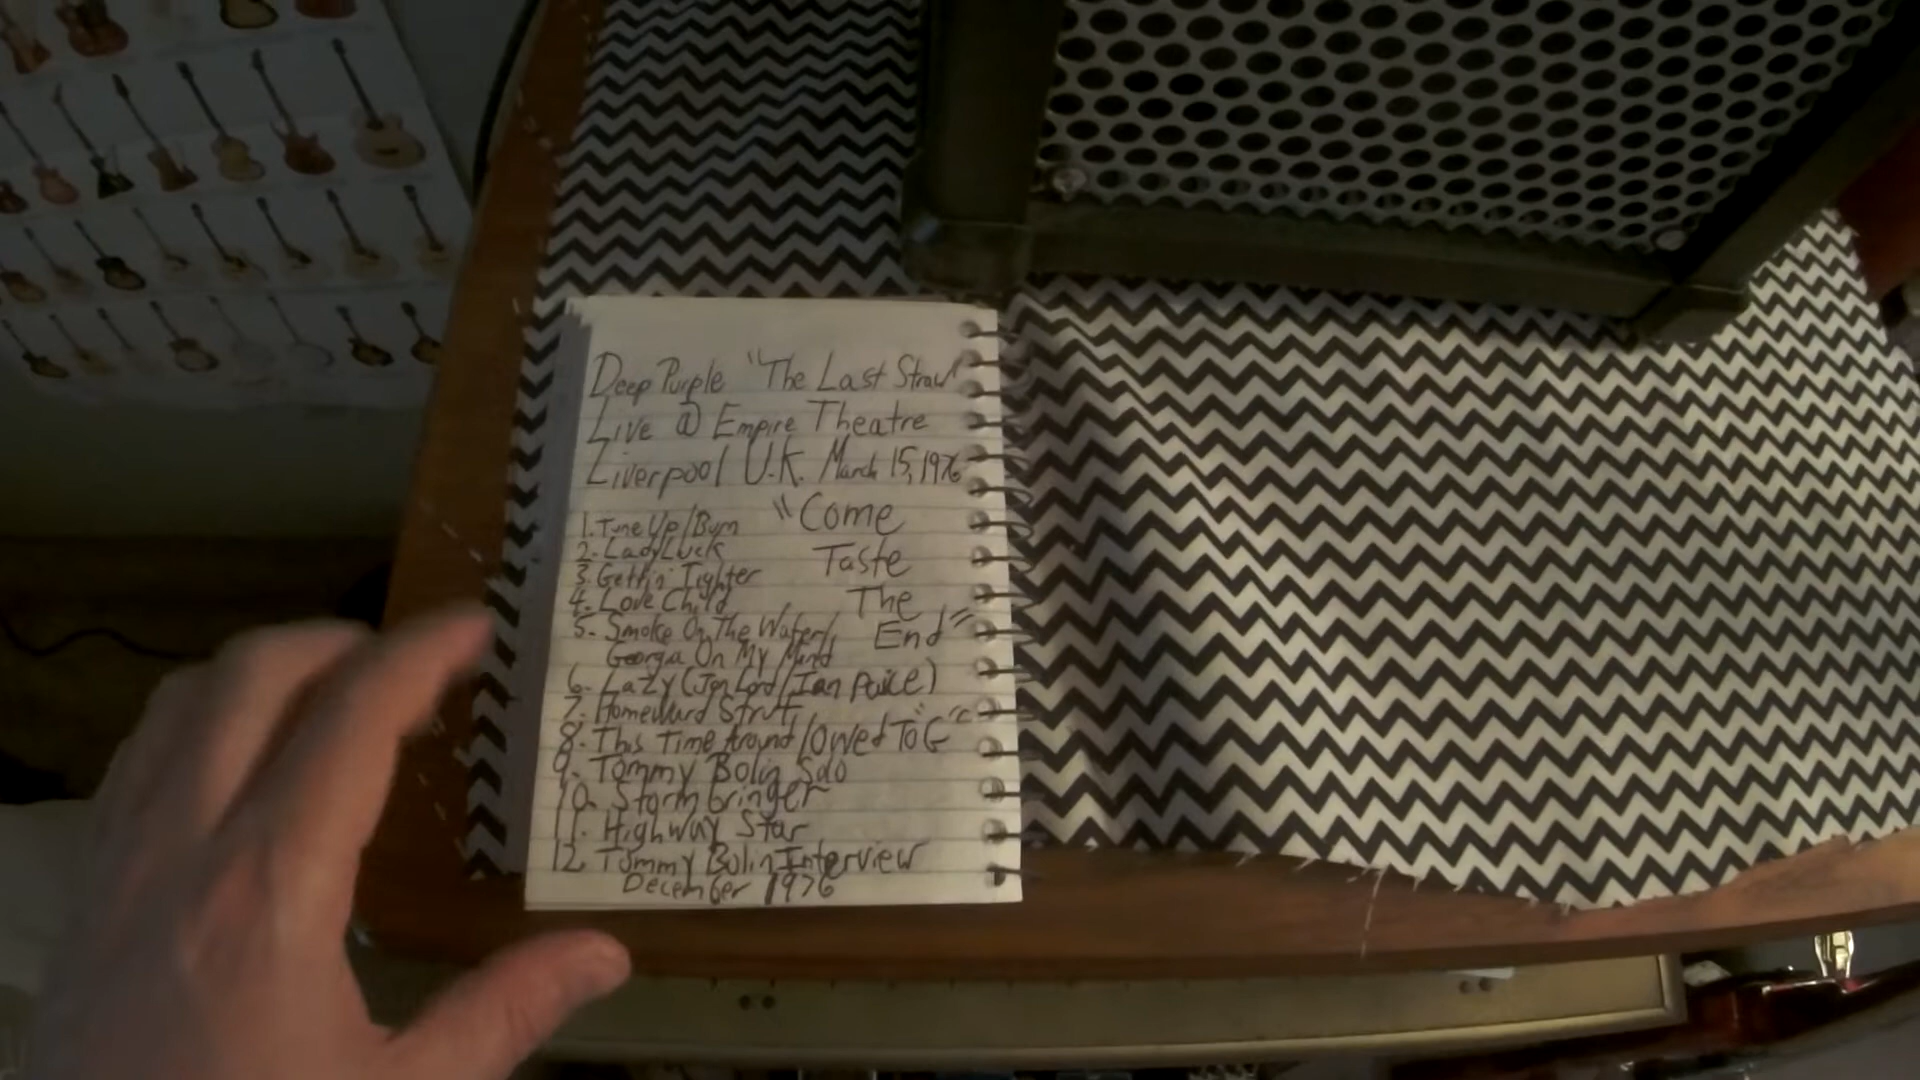 Deep Purple "The Last Straw"
Live @ Empire Theatre
Liverpool U.K. March 15, 1976
"Come
Taste
The
End"
1. Tune Up/Burn
2. Lady Luck
3. Gettin' Tighter
4. Love Child
5. Smoke On The Water/
Georgia On My Mind
6. Lazy (Jon Lord/Ian Paice)
7. Homeward Strut
8. This Time Around/Owed To "G"
9. Tommy Bolin Solo
10. Stormbringer
11. Highway Star
12. Tommy Bolin Interview
December 1976